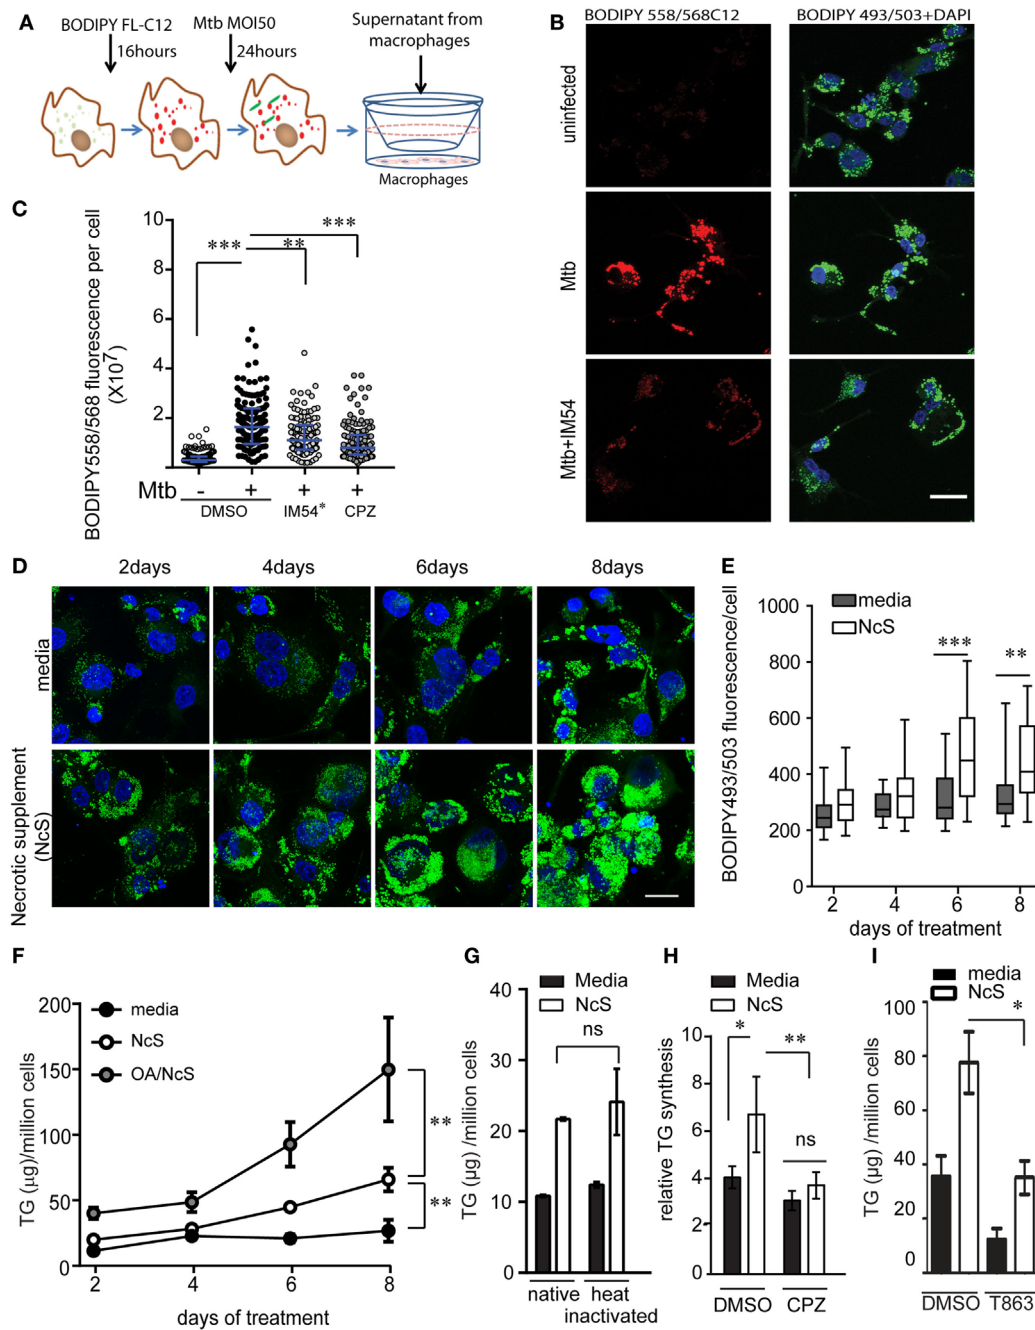 A
BODIPY FL-C12
Mtb MOI50
Supernatant from
macrophages
16hours
24hours
Macrophages
B
BODIPY 558/568C12
BODIPY 493/503+DAPI
uninfected
Mtb
Mtb+IM54
C
BODIPY558/568 fluorescence per cell
(X10⁷)
10
8
6
4
2
***
**
***
Mtb
- + + +
DMSO IM54* CPZ
D
2days 4days 6days 8days
media
Necrotic supplement
(NcS)
E
media
NcS
BODIPY493/503 fluorescence/cell
1000
800
600
400
200
0
***
**
2 4 6 8
days of treatment
F
media
NcS
OA/NcS
TG (µg)/million cells
200
150
100
50
0
**
**
2 4 6 8
days of treatment
G
Media
NcS
ns
TG (µg) /million cells
40
30
20
10
0
native heat
inactivated
H
Media
NcS
relative TG synthesis
10
8
6
4
2
0
*
**
ns
DMSO CPZ
I
media
NcS
TG (µg) /million cells
100
80
60
40
20
0
*
DMSO T863